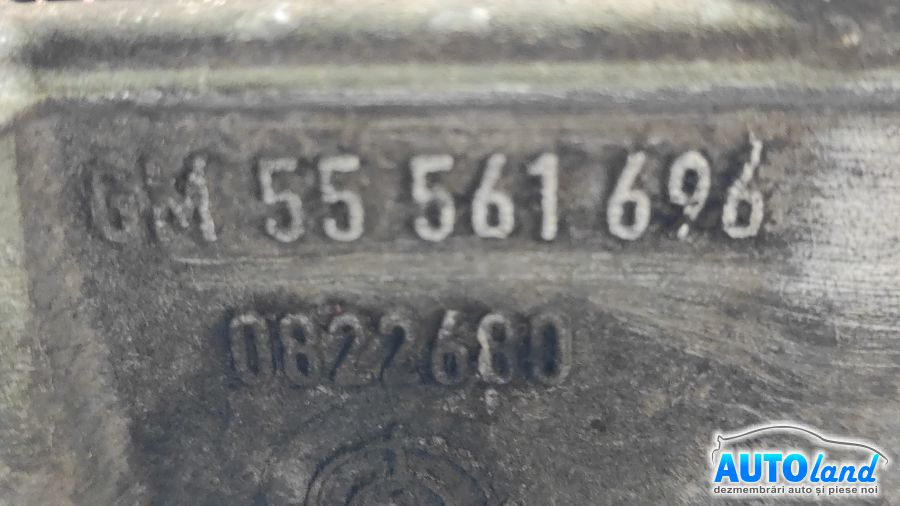 GM 55 561 696
0822680
AUTOland
dezmembrări auto și piese noi